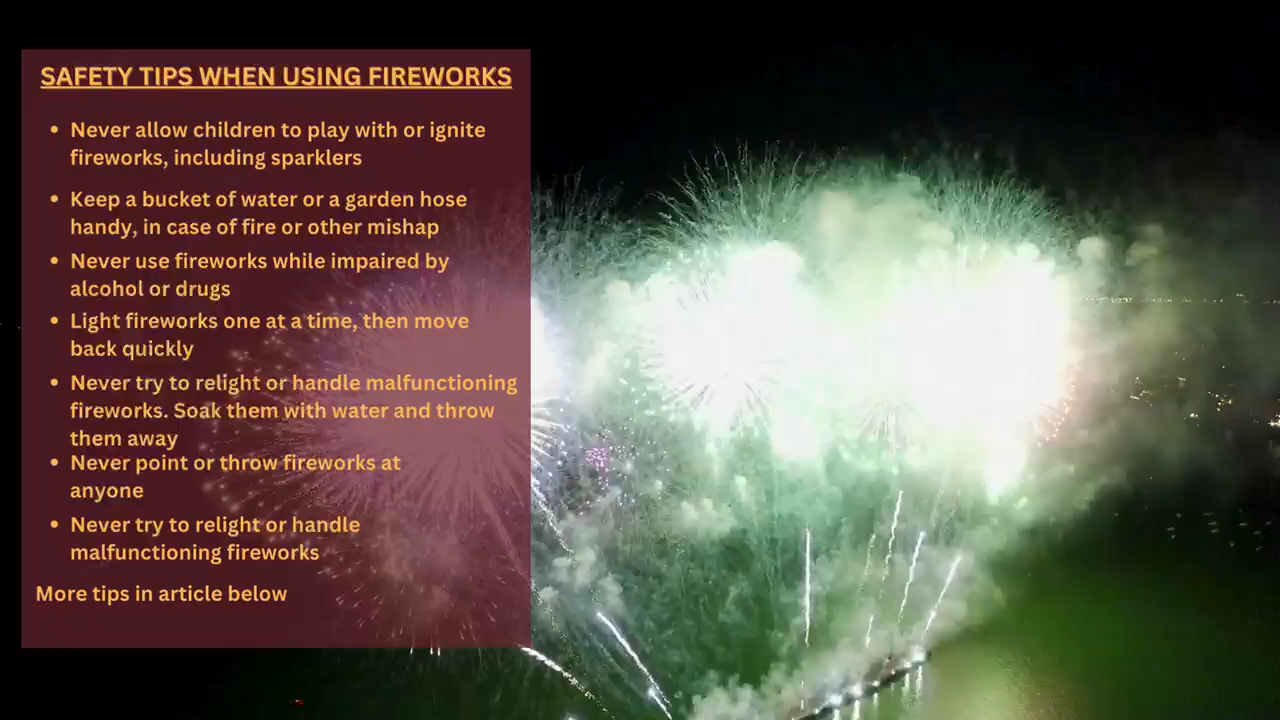 SAFETY TIPS WHEN USING FIREWORKS
• Never allow children to play with or ignite
fireworks, including sparklers
• Keep a bucket of water or a garden hose
handy, in case of fire or other mishap
• Never use fireworks while impaired by
alcohol or drugs
• Light fireworks one at a time, then move
back quickly
• Never try to relight or handle malfunctioning
fireworks. Soak them with water and throw
them away
• Never point or throw fireworks at
anyone
• Never try to relight or handle
malfunctioning fireworks
More tips in article below